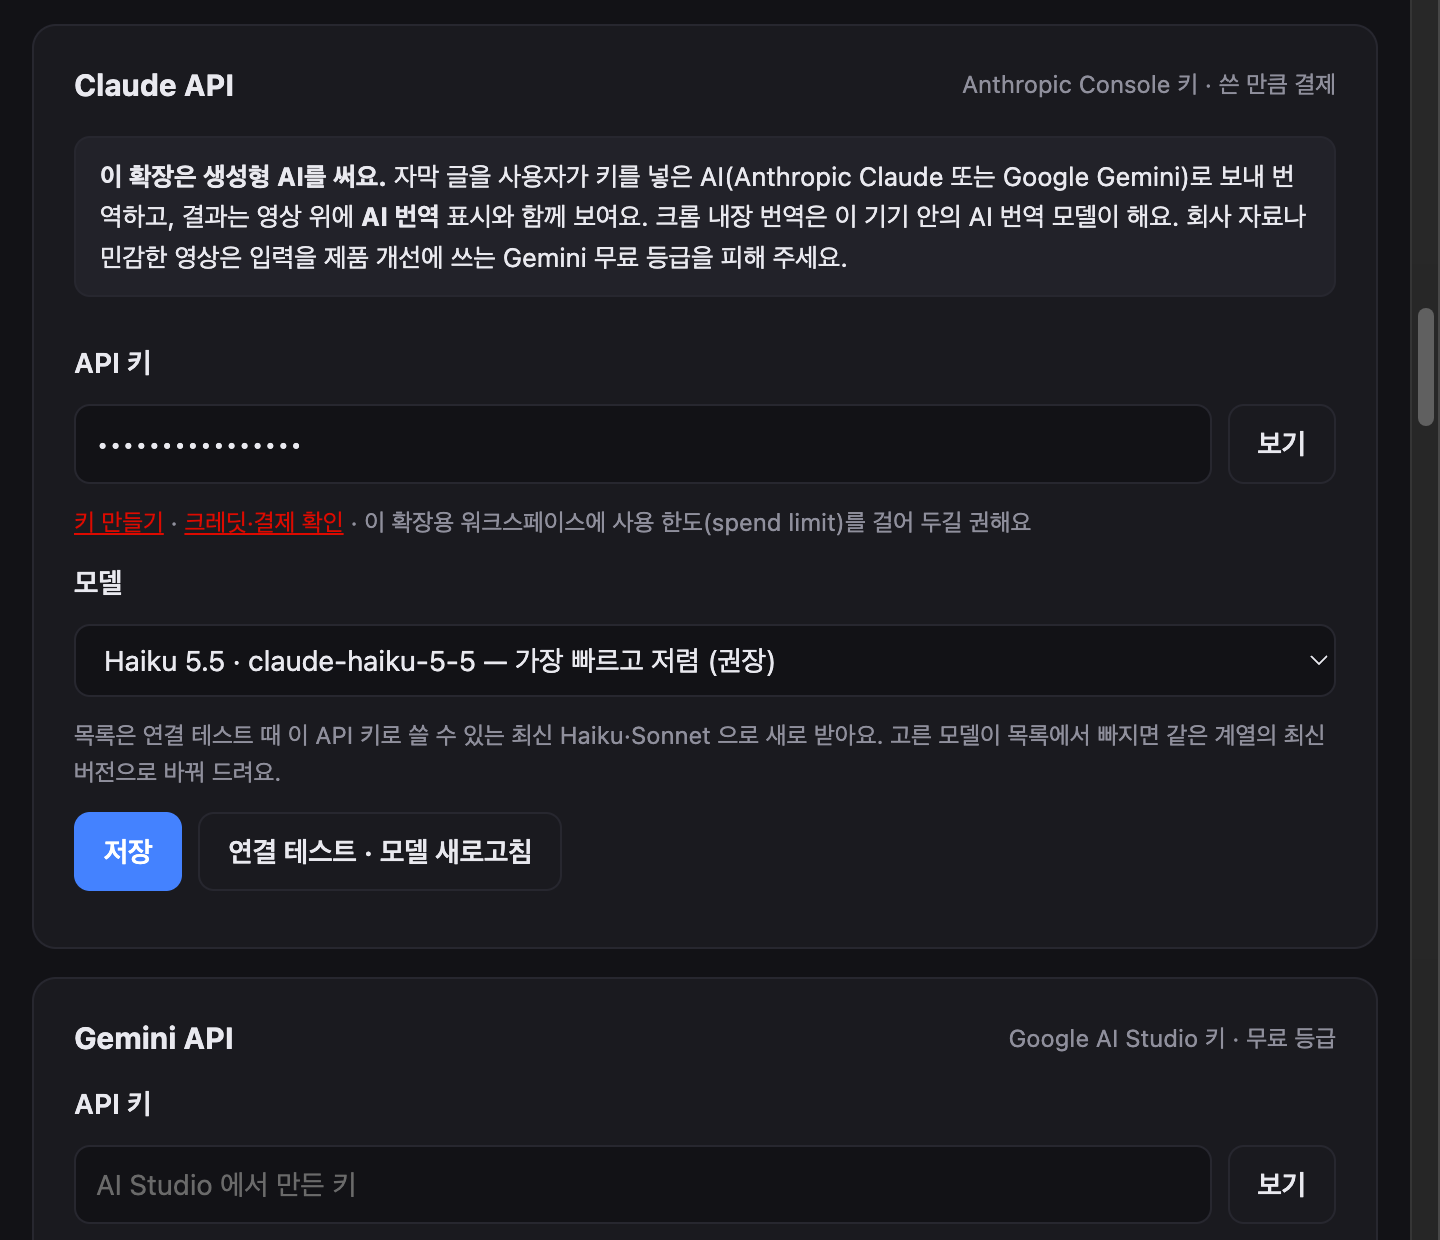 Claude API
Anthropic Console 키 · 쓴 만큼 결제
이 확장은 생성형 AI를 써요. 자막 글을 사용자가 키를 넣은 AI(Anthropic Claude 또는 Google Gemini)로 보내 번
역하고, 결과는 영상 위에 AI 번역 표시와 함께 보여요. 크롬 내장 번역은 이 기기 안의 AI 번역 모델이 해요. 회사 자료나
민감한 영상은 입력을 제품 개선에 쓰는 Gemini 무료 등급을 피해 주세요.
API 키
••••••••••••••••
보기
키 만들기 · 크레딧·결제 확인 · 이 확장용 워크스페이스에 사용 한도(spend limit)를 걸어 두길 권해요
모델
Haiku 5.5 · claude-haiku-5-5 — 가장 빠르고 저렴 (권장)
목록은 연결 테스트 때 이 API 키로 쓸 수 있는 최신 Haiku·Sonnet 으로 새로 받아요. 고른 모델이 목록에서 빠지면 같은 계열의 최신
버전으로 바꿔 드려요.
저장
연결 테스트 · 모델 새로고침
Gemini API
Google AI Studio 키 · 무료 등급
API 키
AI Studio 에서 만든 키
보기